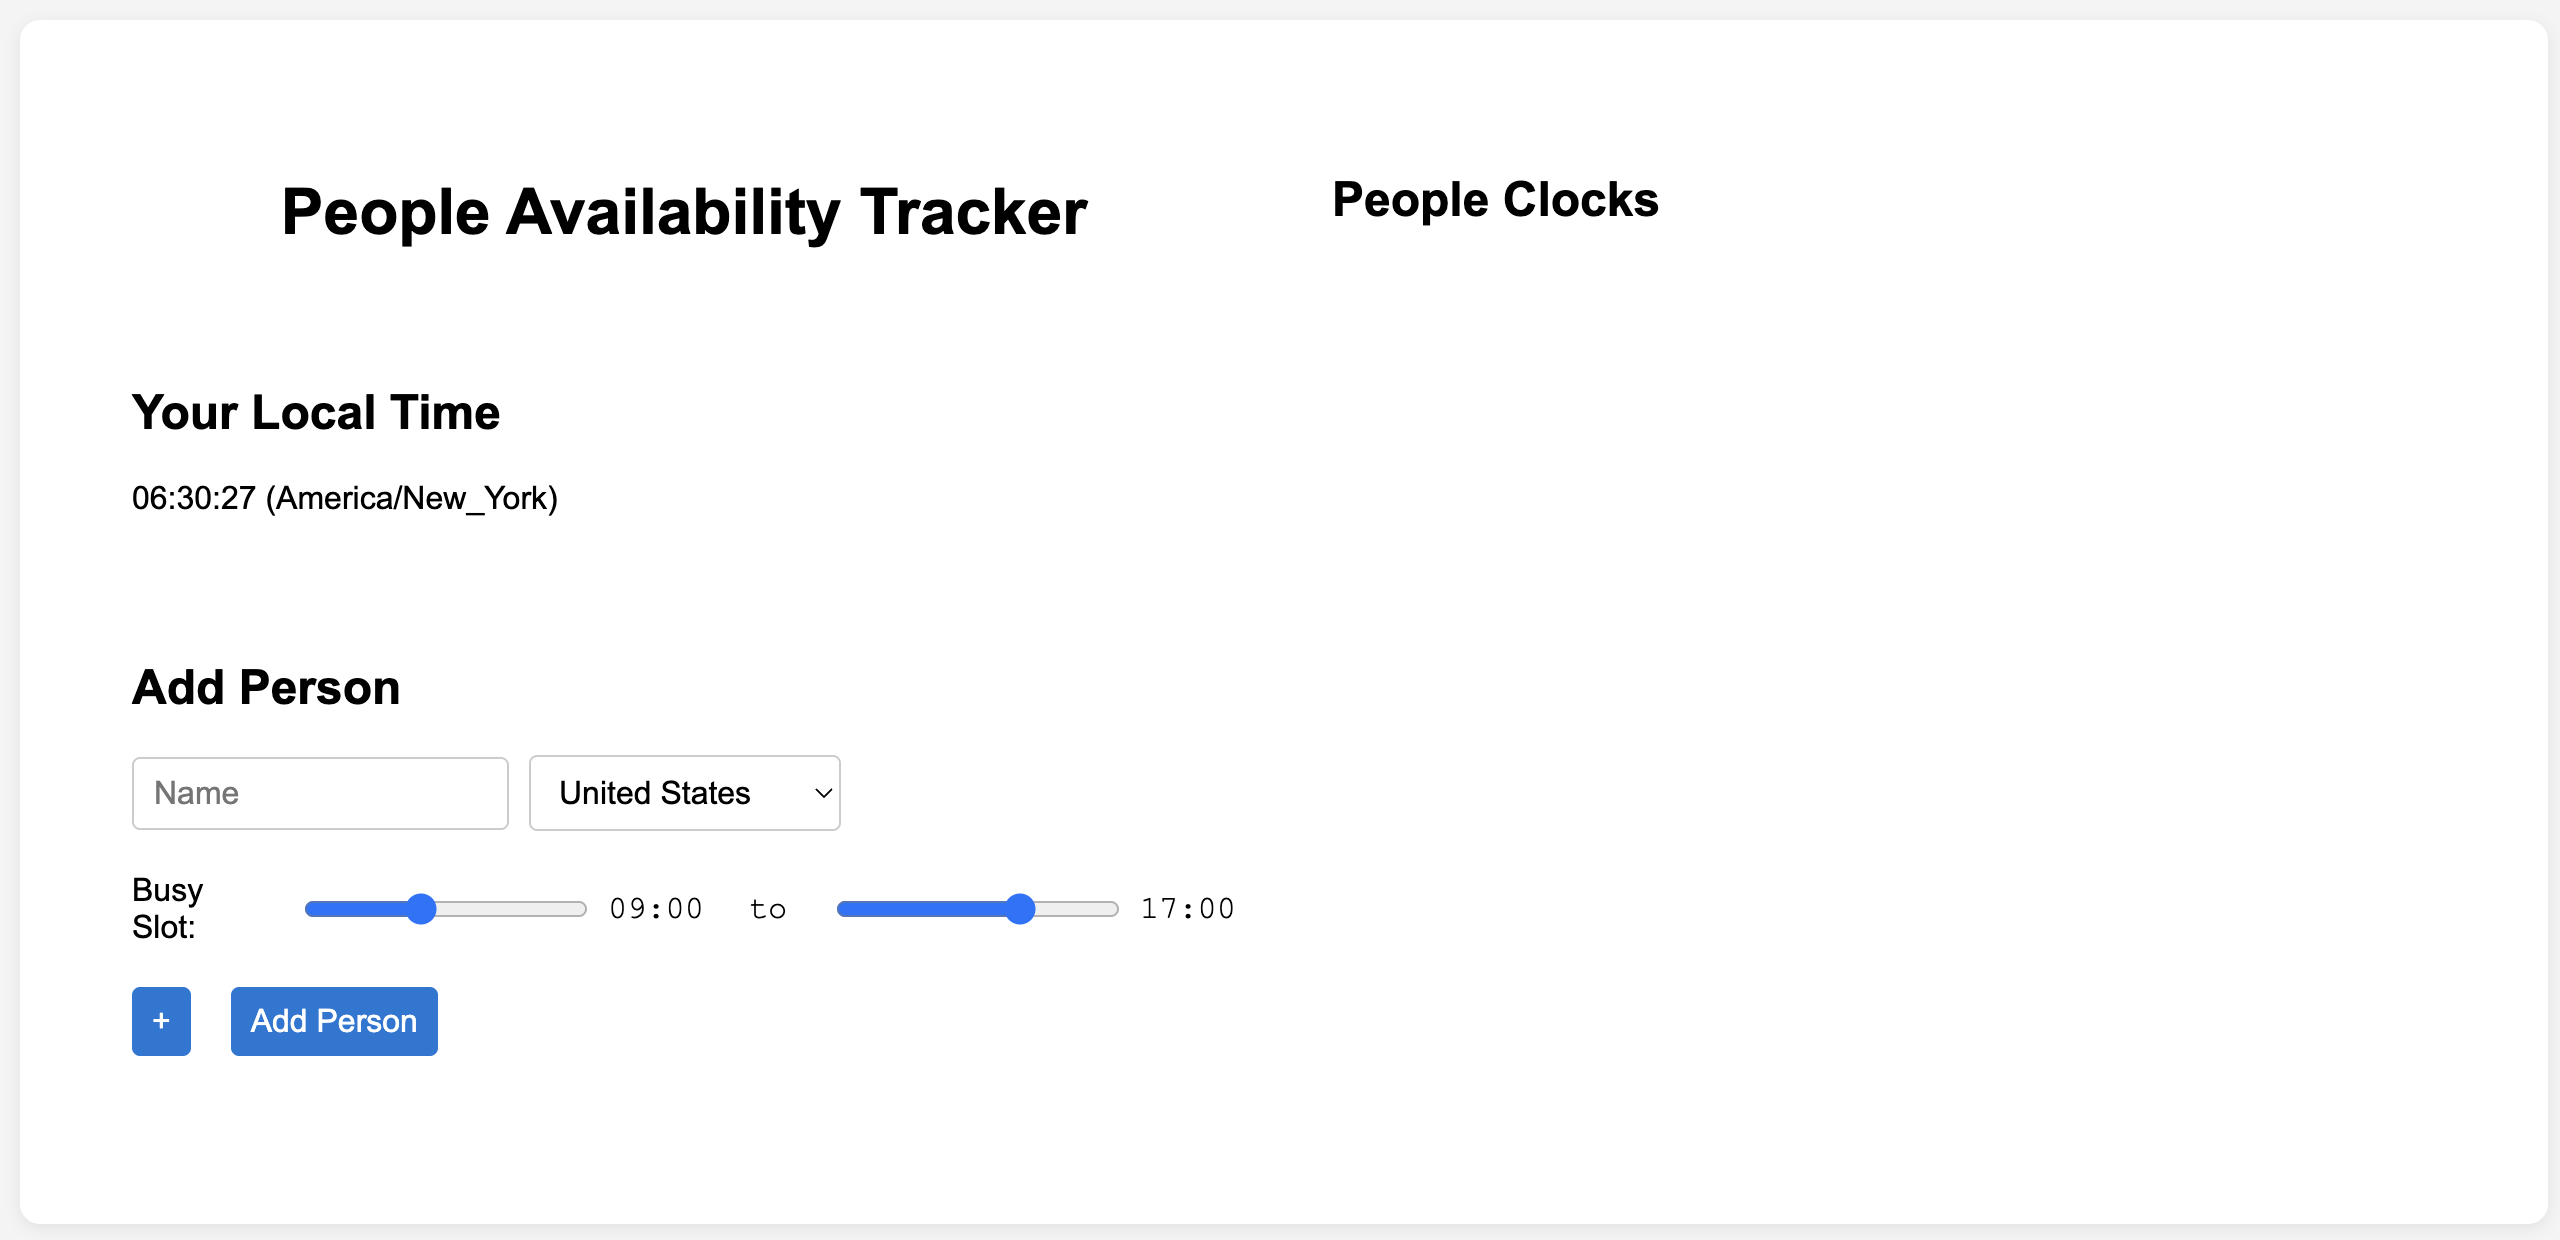 People Availability Tracker
Your Local Time
06:30:27 (America/New_York)
Add Person
Name
United States
Busy
Slot:
09:00 to 17:00
+ Add Person
People Clocks